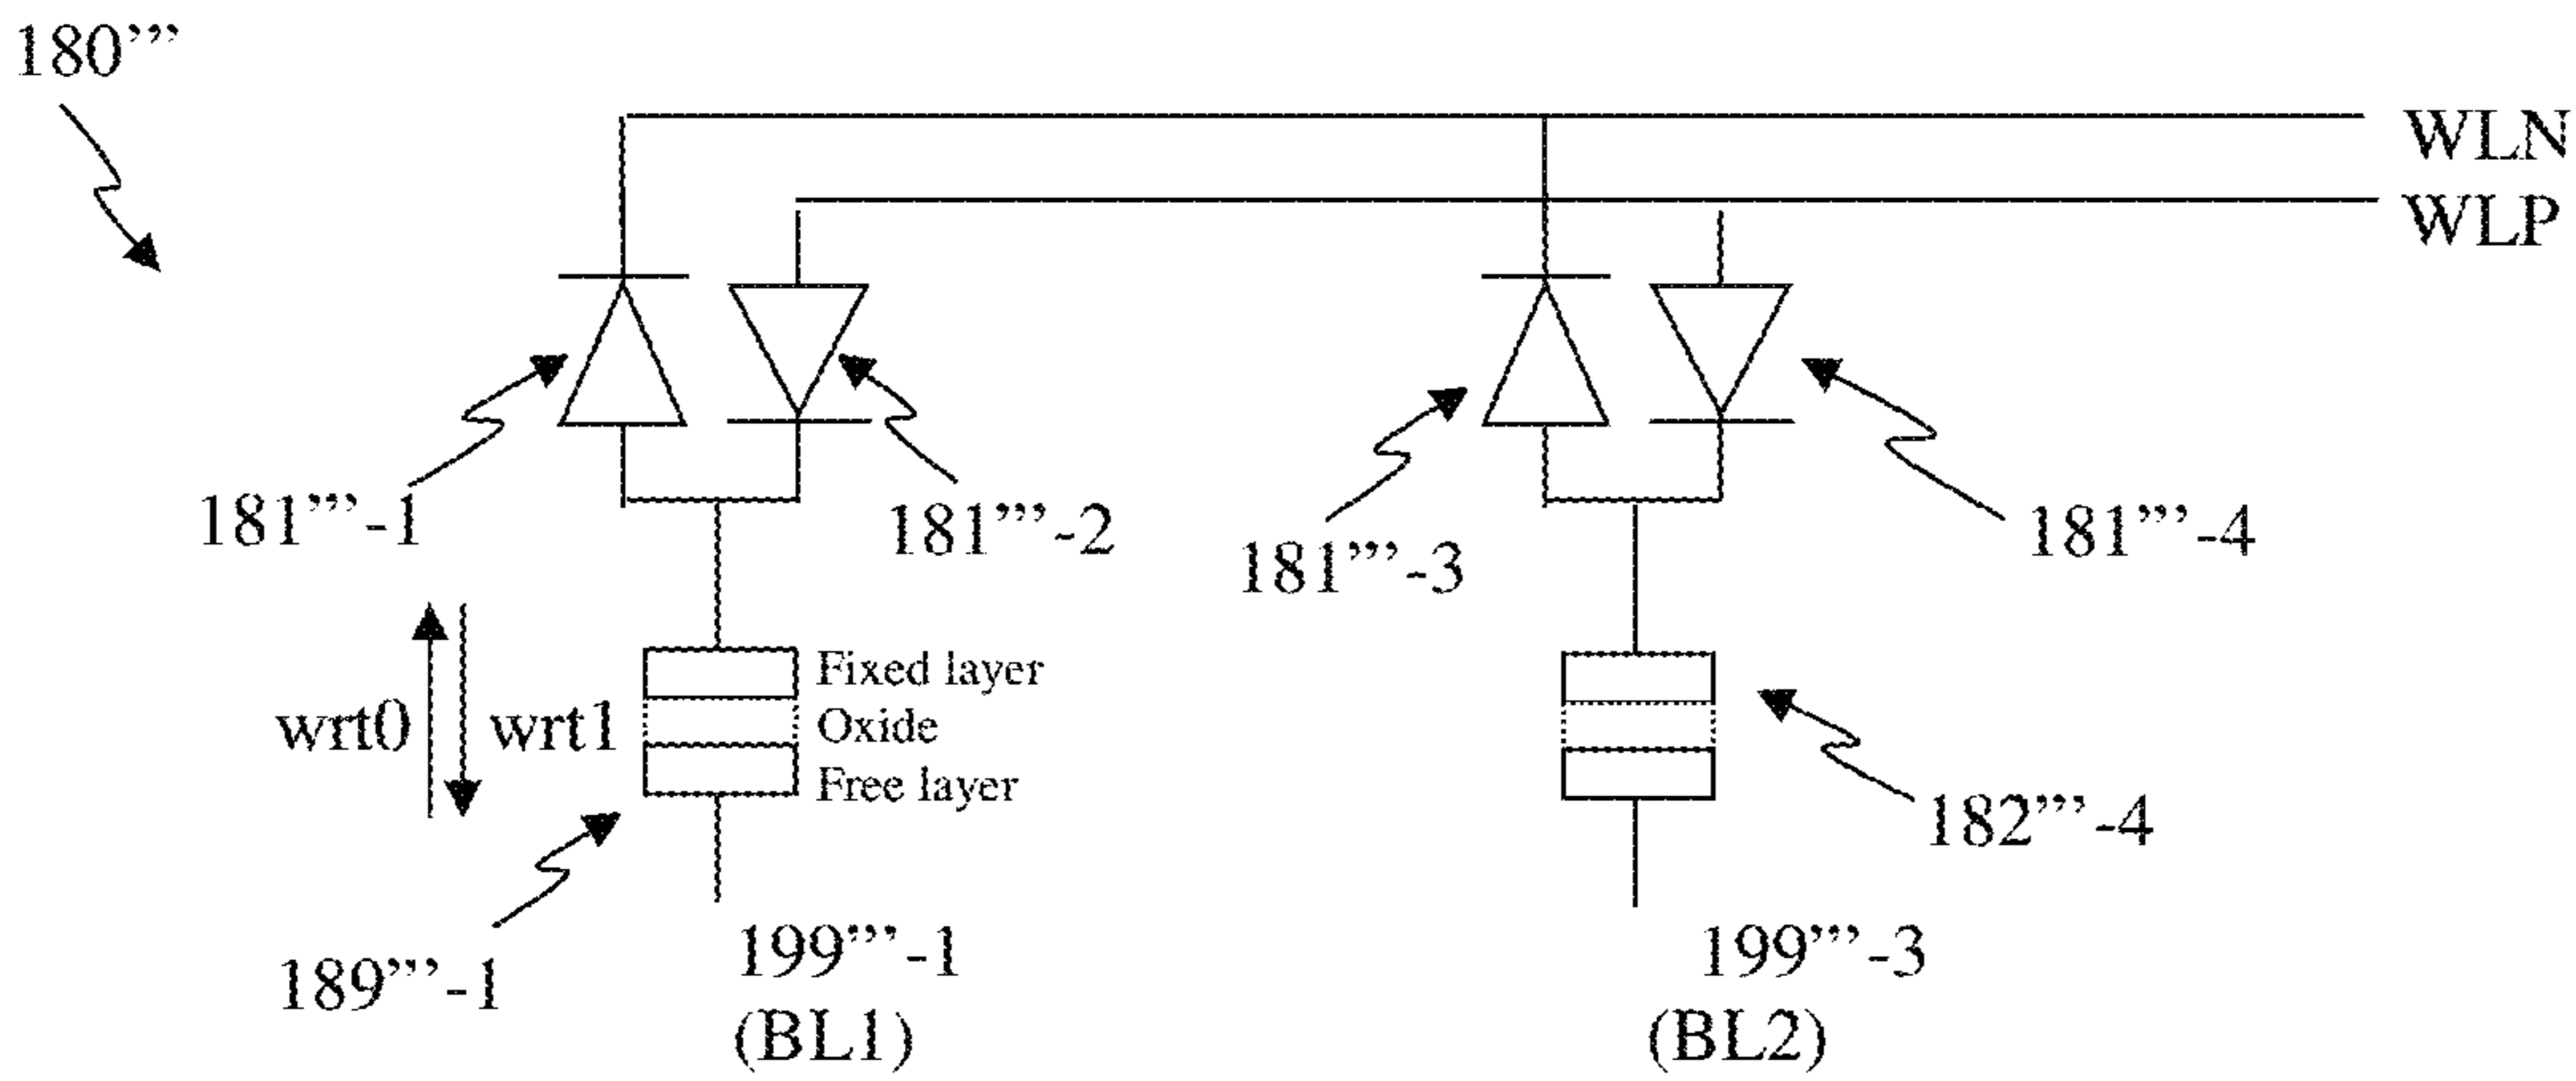 180”’
WLN
WLP
181”’-1
181”’-2
181”’-3
181”’-4
Fixed layer
wrt0
wrt1
Oxide
Free layer
182”’-4
189”’-1
199”’-1
(BL1)
199”’-3
(BL2)